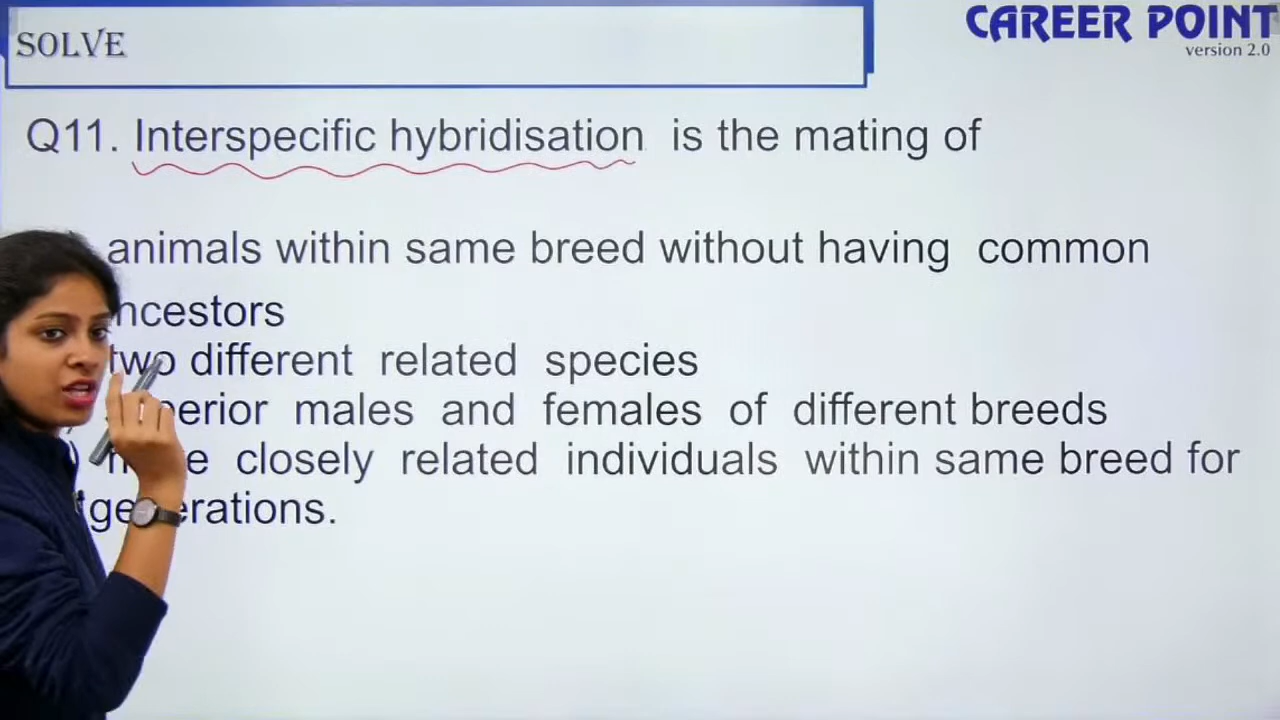 SOLVE
CAREER POINT
version 2.0
Q11. Interspecific hybridisation is the mating of
animals within same breed without having common
ncestors
two different related species
perior males and females of different breeds
closely related individuals within same breed for
generations.